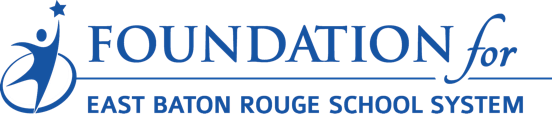 FOUNDATION for
EAST BATON ROUGE SCHOOL SYSTEM